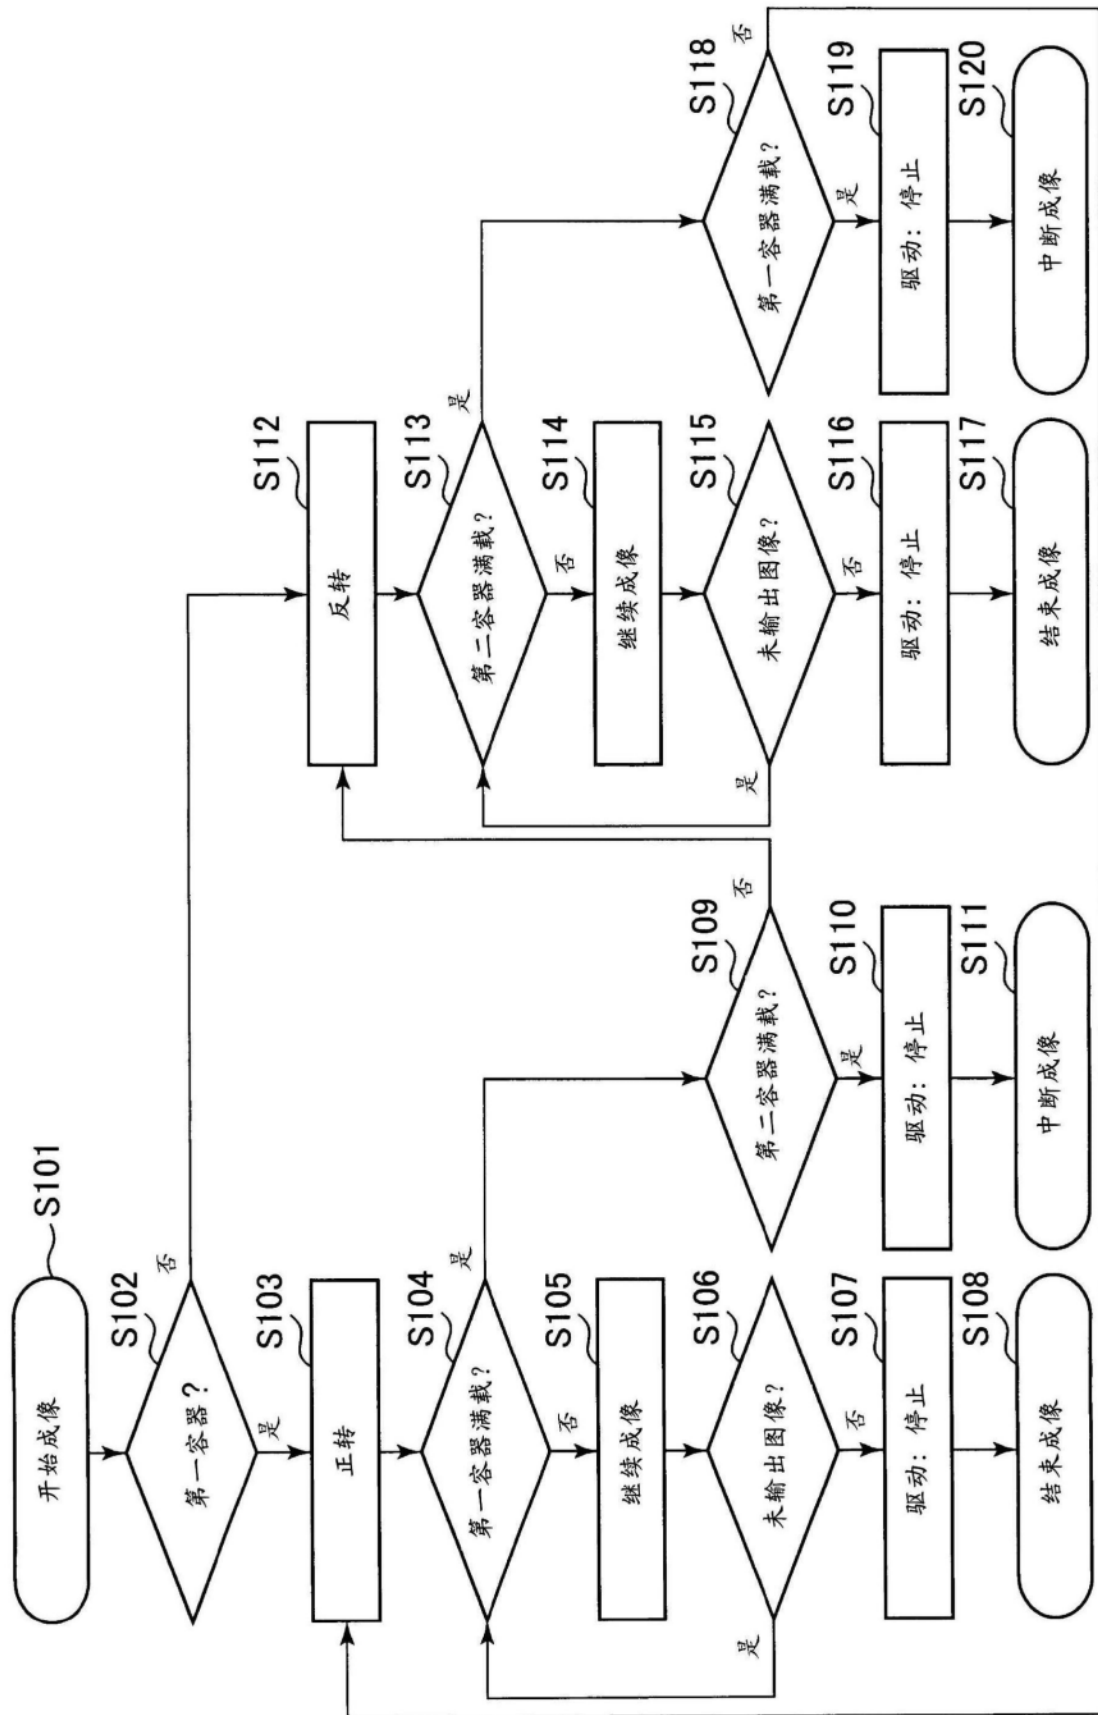 开始成像
S101
第一容器?
S102
否
是
正转
S103
第一容器满载?
S104
是
否
继续成像
S105
未输出图像?
S106
是
否
驱动: 停止
S107
结束成像
S108
第二容器满载?
S109
否
是
驱动: 停止
S110
中断成像
S111
反转
S112
第二容器满载?
S113
是
否
继续成像
S114
未输出图像?
S115
是
否
驱动: 停止
S116
结束成像
S117
第一容器满载?
S118
否
是
驱动: 停止
S119
中断成像
S120